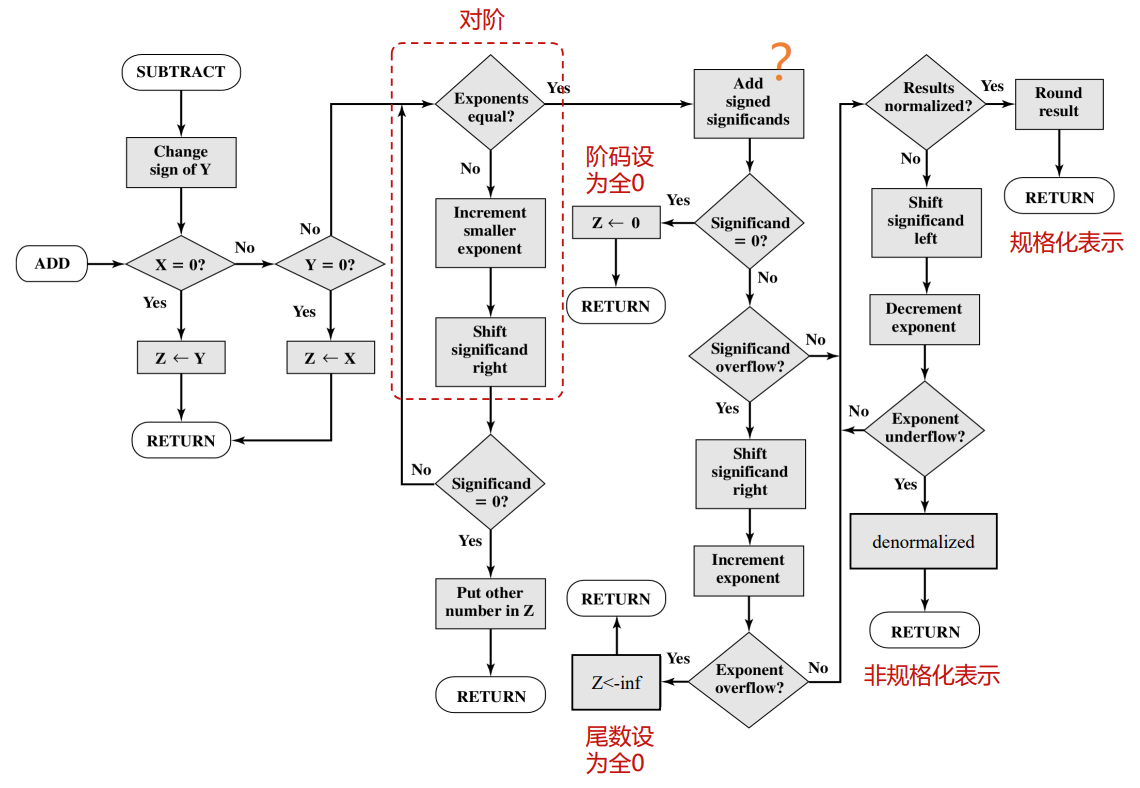 对阶
SUBTRACT
Change
sign of Y
ADD
X = 0?
No
Yes
Z ← Y
RETURN
No
Y = 0?
Yes
Z ← X
Exponents
equal?
Yes
No
Increment
smaller
exponent
Shift
significand
right
No
Significand
= 0?
Yes
Put other
number in Z
RETURN
?
Add
signed
significands
阶码设
为全0
Yes
Z ← 0
RETURN
Significand
= 0?
No
Significand
overflow?
No
Yes
Shift
significand
right
Increment
exponent
Exponent
overflow?
Yes
No
Z<-inf
RETURN
尾数设
为全0
Results
normalized?
Yes
Round
result
RETURN
规格化表示
No
Shift
significand
left
Decrement
exponent
Exponent
underflow?
No
Yes
denormalized
RETURN
非规格化表示